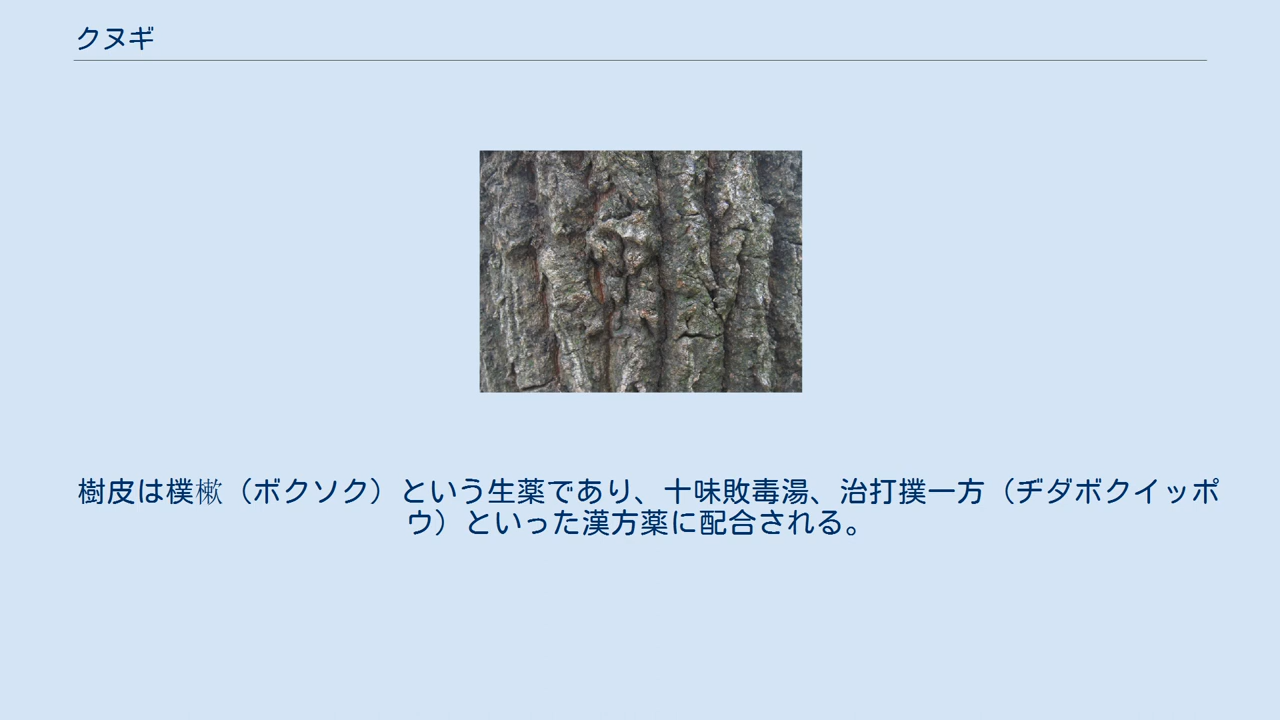 クヌギ
樹皮は樸樕（ボクソク）という生薬であり、十味敗毒湯、治打撲一方（ヂダボクイッポ
ウ）といった漢方薬に配合される。